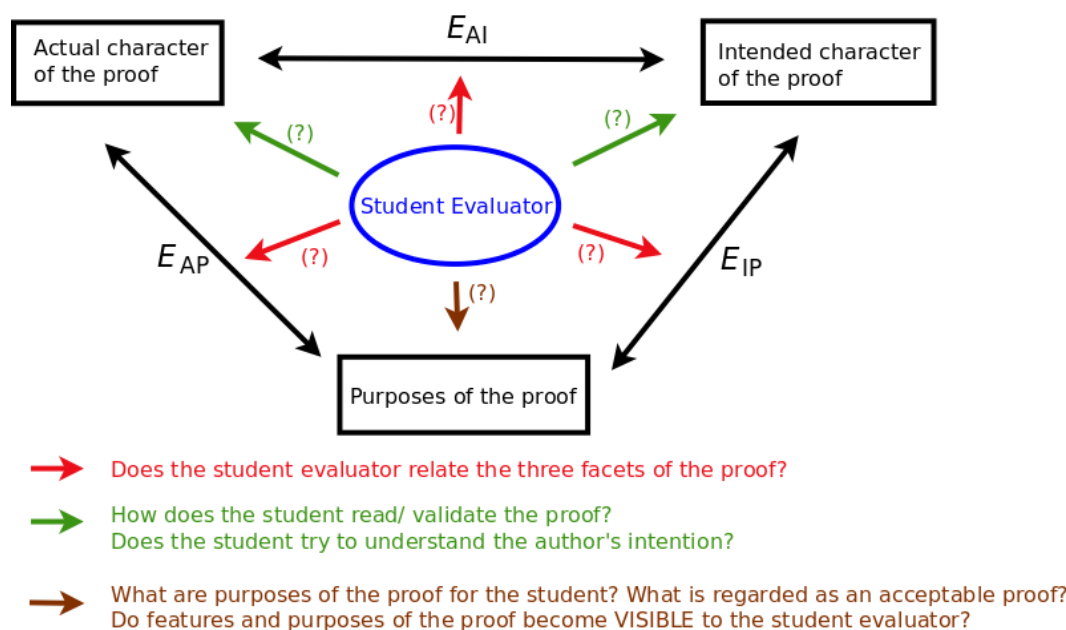 E_AI
Actual character
of the proof
Intended character
of the proof
(?)
(?)
(?)
Student Evaluator
E_AP
(?)
(?)
E_IP
(?)
Purposes of the proof
Does the student evaluator relate the three facets of the proof?
How does the student read/ validate the proof?
Does the student try to understand the author's intention?
What are purposes of the proof for the student? What is regarded as an acceptable proof?
Do features and purposes of the proof become VISIBLE to the student evaluator?